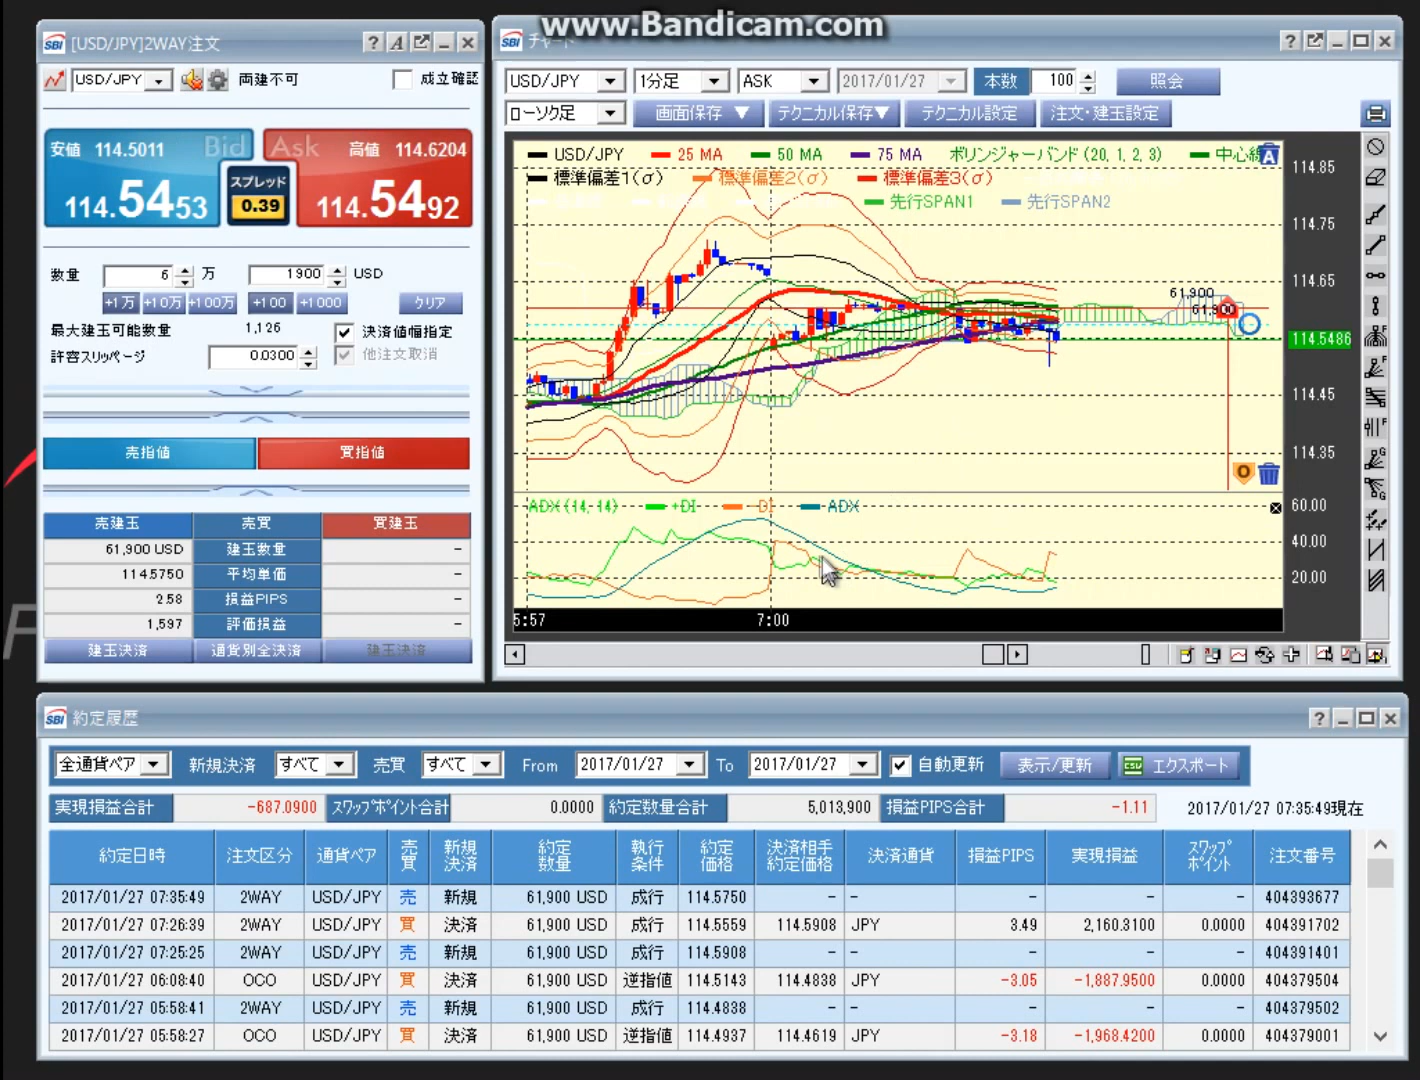 www.Bandicam.com
SBI [USD/JPY]2WAY注文
? A
USD/JPY 両建不可 成立確認
安値 114.5011 Bid
Ask 高値 114.6204
114.5453
スプレッド
0.39
114.5492
数量 6 万 1900 USD
+1万 +10万 +100万 +100 +1000 クリア
最大建玉可能数量 1,126 決済値幅指定
許容スリッページ 0.0300 他注文取消
売指値 買指値
売建玉 売買 買建玉
61,900 USD 建玉数量 -
114.5750 平均単価 -
2.58 損益PIPS -
1,597 評価損益 -
建玉決済 通貨別全決済 建玉決済
SBI チャート
?
USD/JPY 1分足 ASK 2017/01/27 本数 100 照会
ローソク足 画面保存 ▼ テクニカル保存▼ テクニカル設定 注文・建玉設定
USD/JPY 25 MA 50 MA 75 MA ボリンジャーバンド (20, 1, 2, 3) 中心線 A
標準偏差1(σ) 標準偏差2(σ) 標準偏差3(σ)
先行SPAN1 先行SPAN2
114.85
114.75
114.65
61,900
61,900
114.5486
114.45
114.35
O
ADX (14, 14) +DI -DI ADX
60.00
40.00
20.00
5:57 7:00
SBI 約定履歴
?
全通貨ペア 新規決済 すべて 売買 すべて From 2017/01/27 To 2017/01/27 自動更新 表示/更新 CSV エクスポート
実現損益合計 -687.0900 スワップポイント合計 0.0000 約定数量合計 5,013,900 損益PIPS合計 -1.11 2017/01/27 07:35:49現在
約定日時 注文区分 通貨ペア 売買 新規決済 約定数量 執行条件 約定価格 決済相手約定価格 決済通貨 損益PIPS 実現損益 スワップポイント 注文番号
2017/01/27 07:35:49 2WAY USD/JPY 売 新規 61,900 USD 成行 114.5750 - - - - - 404393677
2017/01/27 07:26:39 2WAY USD/JPY 買 決済 61,900 USD 成行 114.5559 114.5908 JPY 3.49 2,160.3100 0.0000 404391702
2017/01/27 07:25:25 2WAY USD/JPY 売 新規 61,900 USD 成行 114.5908 - - - - - 404391401
2017/01/27 06:08:40 OCO USD/JPY 買 決済 61,900 USD 逆指値 114.5143 114.4838 JPY -3.05 -1,887.9500 0.0000 404379504
2017/01/27 05:58:41 2WAY USD/JPY 売 新規 61,900 USD 成行 114.4838 - - - - - 404379502
2017/01/27 05:58:27 OCO USD/JPY 買 決済 61,900 USD 逆指値 114.4937 114.4619 JPY -3.18 -1,968.4200 0.0000 404379001